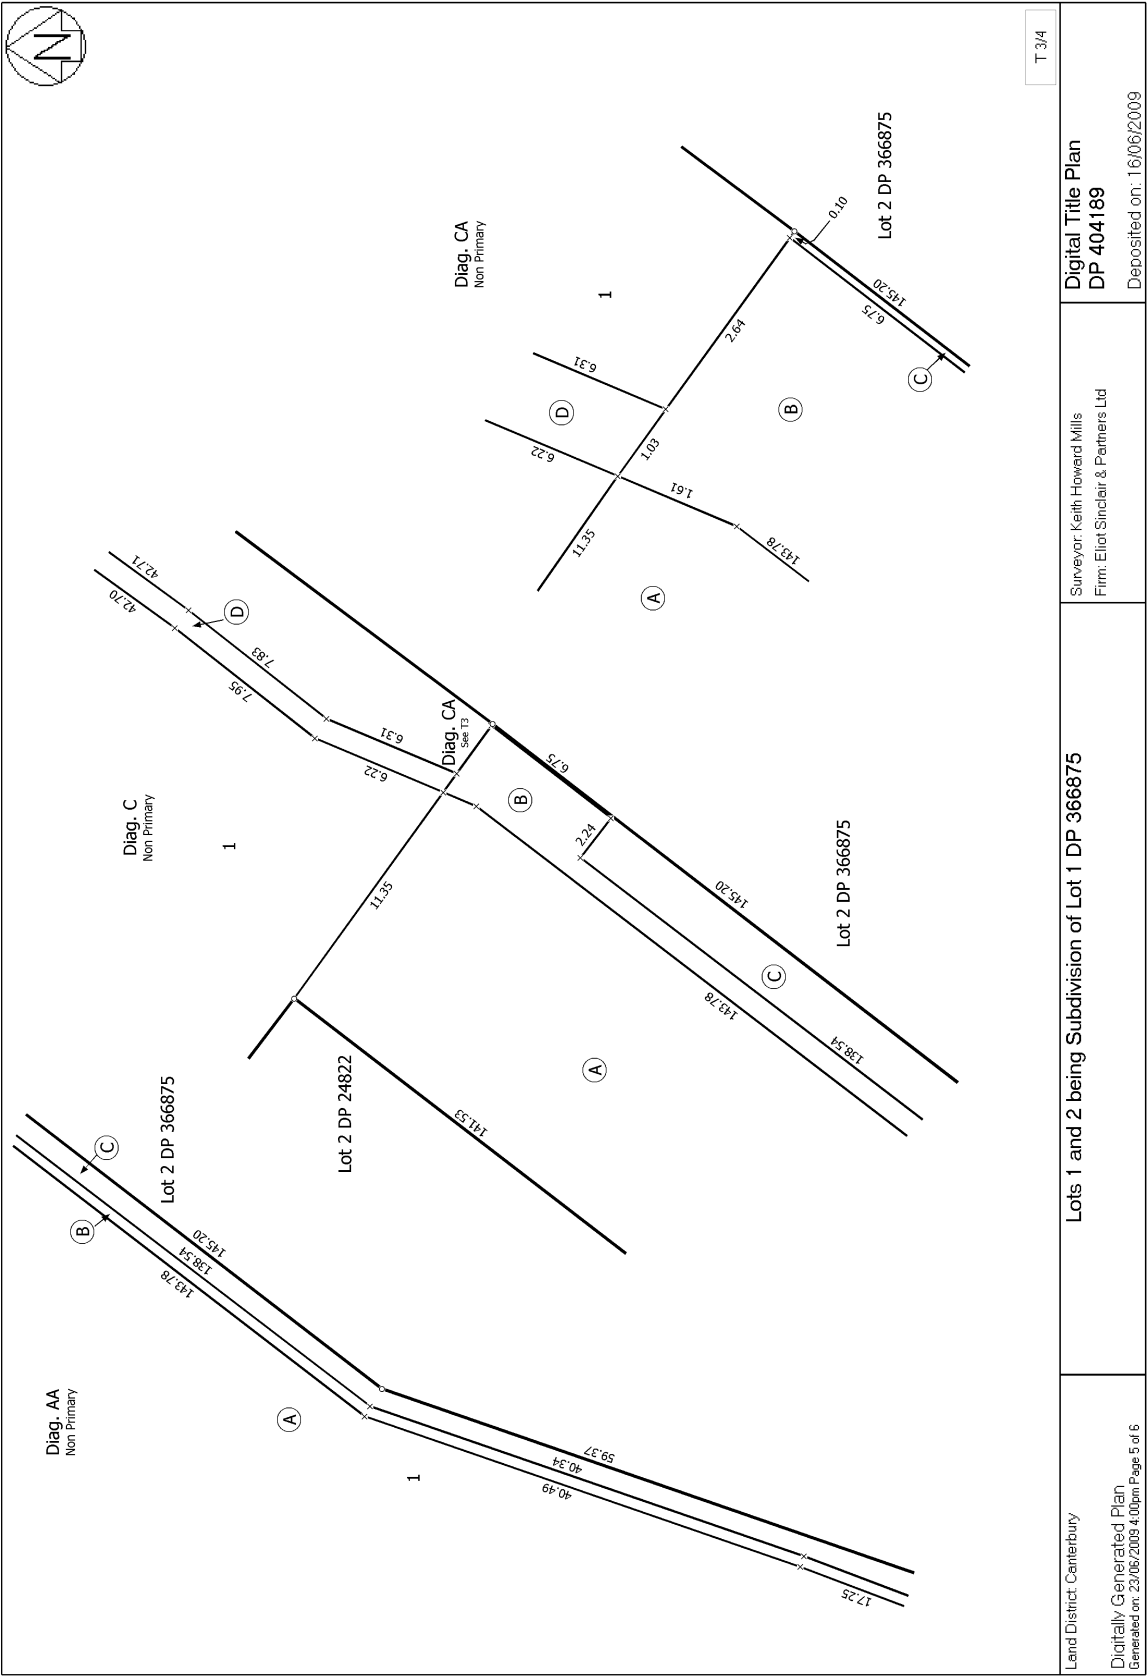 N
Diag. AA
Non Primary
B
C
Lot 2 DP 366875
143.78
138.54
145.20
A
1
40.49
40.34
59.37
17.25
Diag. C
Non Primary
1
42.70
42.71
D
7.95
7.83
6.22
6.31
Diag. CA
See T3
11.35
B
6.75
2.24
Lot 2 DP 24822
141.53
A
143.78
138.54
C
145.20
Lot 2 DP 366875
Diag. CA
Non Primary
1
6.22
D
6.31
11.35
1.03
2.64
1.61
143.78
A
B
0.10
6.75
145.20
C
Lot 2 DP 366875
T 3/4
Land District: Canterbury
Digitally Generated Plan
Generated on: 23/06/2009 4:00pm Page 5 of 6
Lots 1 and 2 being Subdivision of Lot 1 DP 366875
Surveyor: Keith Howard Mills
Firm: Eliot Sinclair & Partners Ltd
Digital Title Plan
DP 404189
Deposited on: 16/06/2009